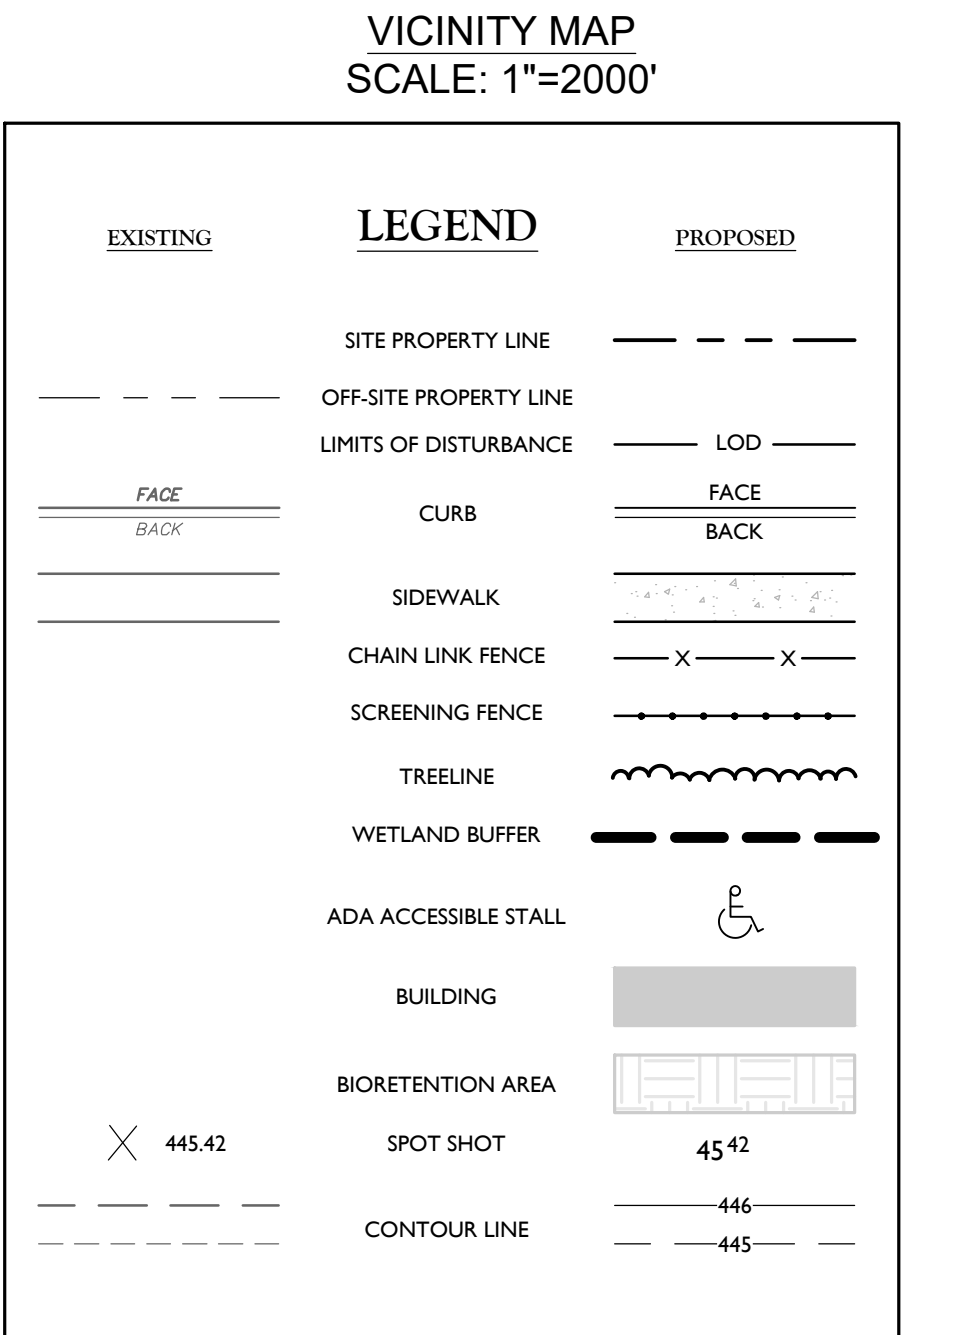 VICINITY MAP
SCALE: 1"=2000'
LEGEND
EXISTING
PROPOSED
SITE PROPERTY LINE
OFF-SITE PROPERTY LINE
LIMITS OF DISTURBANCE
LOD
FACE
BACK
CURB
FACE
BACK
SIDEWALK
CHAIN LINK FENCE
X X
SCREENING FENCE
TREELINE
WETLAND BUFFER
ADA ACCESSIBLE STALL
BUILDING
BIORETENTION AREA
445.42
SPOT SHOT
45 42
CONTOUR LINE
446
445